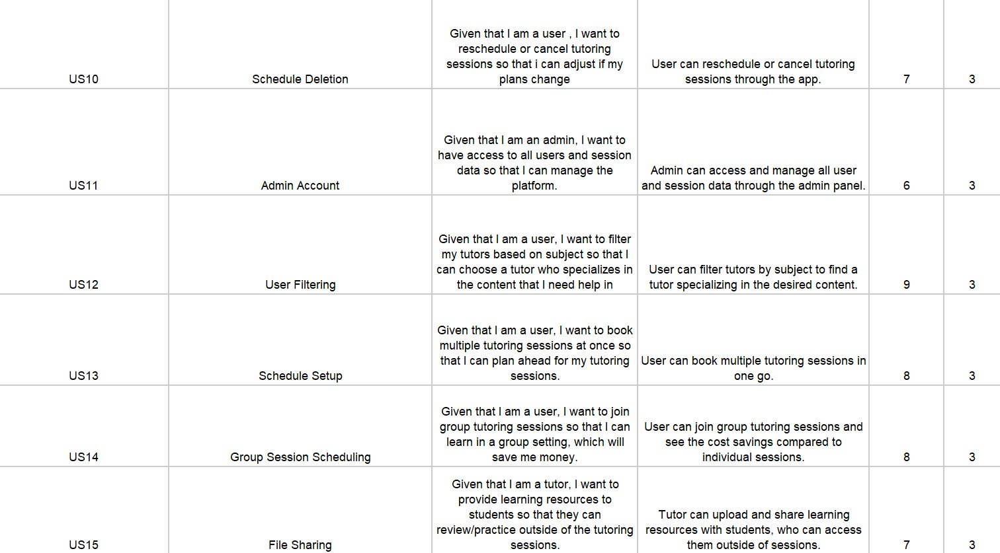 US10
Schedule Deletion
Given that I am a user , I want to
reschedule or cancel tutoring
sessions so that i can adjust if my
plans change
User can reschedule or cancel tutoring
sessions through the app.
7
3
US11
Admin Account
Given that I am an admin, I want to
have access to all users and session
data so that I can manage the
platform.
Admin can access and manage all user
and session data through the admin panel.
6
3
US12
User Filtering
Given that I am a user, I want to filter
my tutors based on subject so that I
can choose a tutor who specializes in
the content that I need help in
User can filter tutors by subject to find a
tutor specializing in the desired content.
9
3
US13
Schedule Setup
Given that I am a user, I want to book
multiple tutoring sessions at once so
that I can plan ahead for my tutoring
sessions.
User can book multiple tutoring sessions in
one go.
8
3
US14
Group Session Scheduling
Given that I am a user, I want to join
group tutoring sessions so that I can
learn in a group setting, which will
save me money.
User can join group tutoring sessions and
see the cost savings compared to
individual sessions.
8
3
US15
File Sharing
Given that I am a tutor, I want to
provide learning resources to
students so that they can
review/practice outside of the tutoring
sessions.
Tutor can upload and share learning
resources with students, who can access
them outside of sessions.
7
3